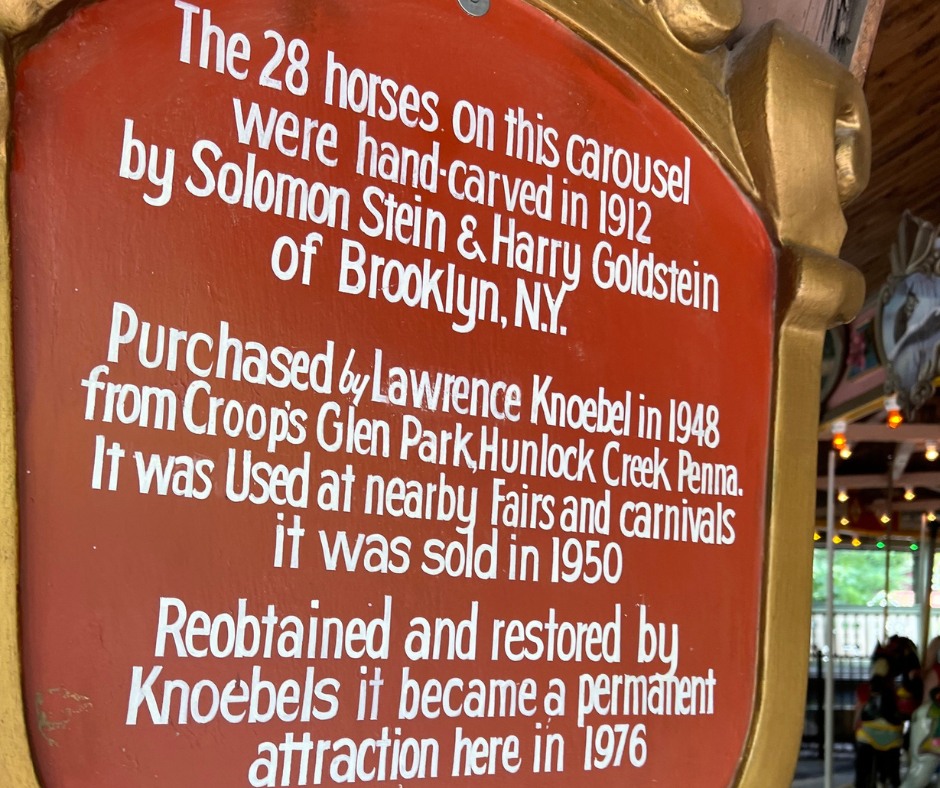 The 28 horses on this carousel
were hand-carved in 1912
by Solomon Stein & Harry Goldstein
of Brooklyn, N.Y.
Purchased by Lawrence Knoebel in 1948
from Croop's Glen Park, Hunlock Creek Penna.
It was Used at nearby Fairs and carnivals
it was sold in 1950
Reobtained and restored by
Knoebels it became a permanent
attraction here in 1976